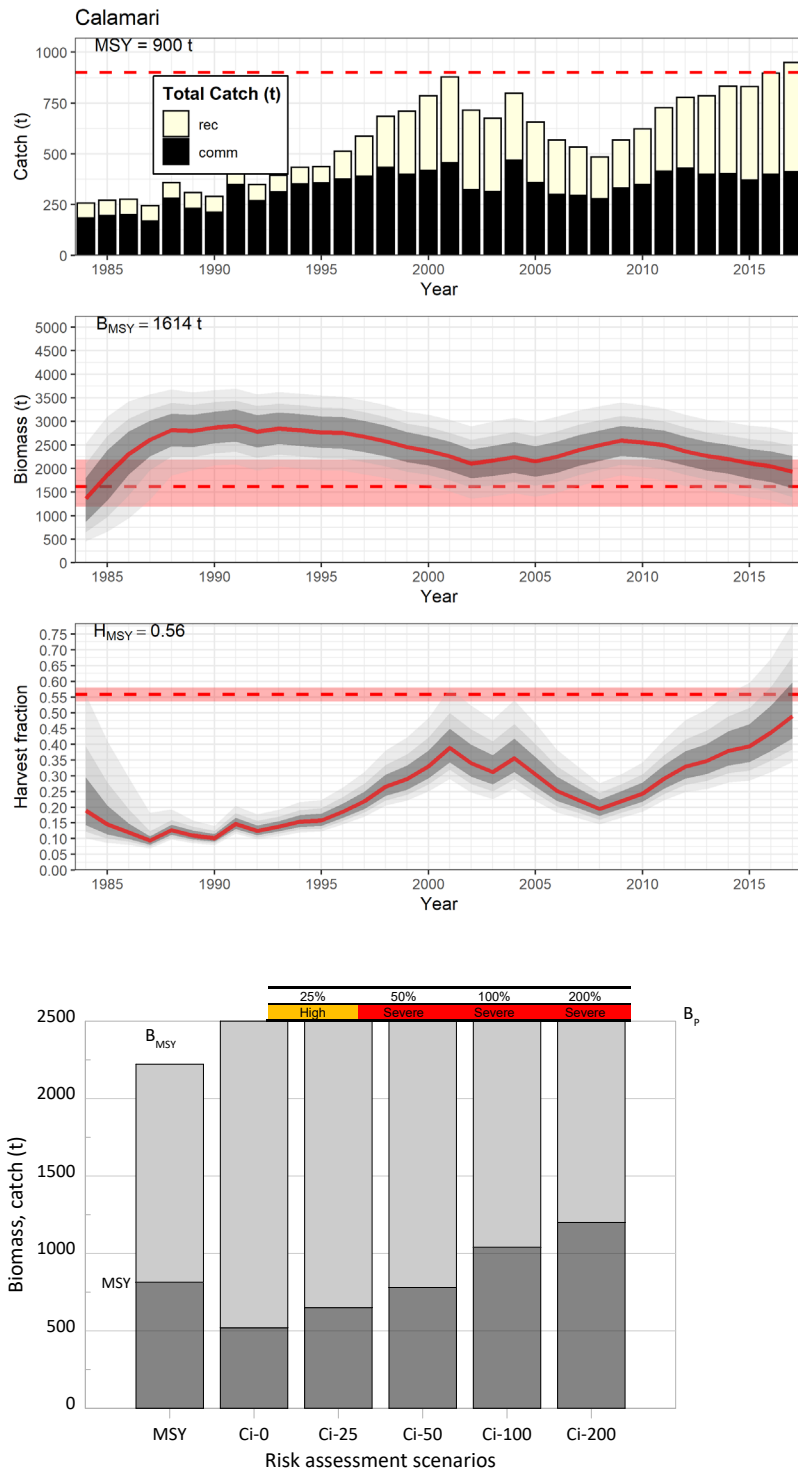 Calamari
MSY = 900 t
Total Catch (t)
rec
comm
Catch (t)
1000
750
500
250
0
1985 1990 1995 2000 2005 2010 2015
Year
BMSY = 1614 t
Biomass (t)
5000
4500
4000
3500
3000
2500
2000
1500
1000
500
0
1985 1990 1995 2000 2005 2010 2015
Year
HMSY = 0.56
Harvest fraction
0.75
0.70
0.65
0.60
0.55
0.50
0.45
0.40
0.35
0.30
0.25
0.20
0.15
0.10
0.05
0.00
1985 1990 1995 2000 2005 2010 2015
Year
25% 50% 100% 200%
High Severe Severe Severe
BP
BMSY
MSY
Biomass, catch (t)
2500
2000
1500
1000
500
0
MSY Ci-0 Ci-25 Ci-50 Ci-100 Ci-200
Risk assessment scenarios